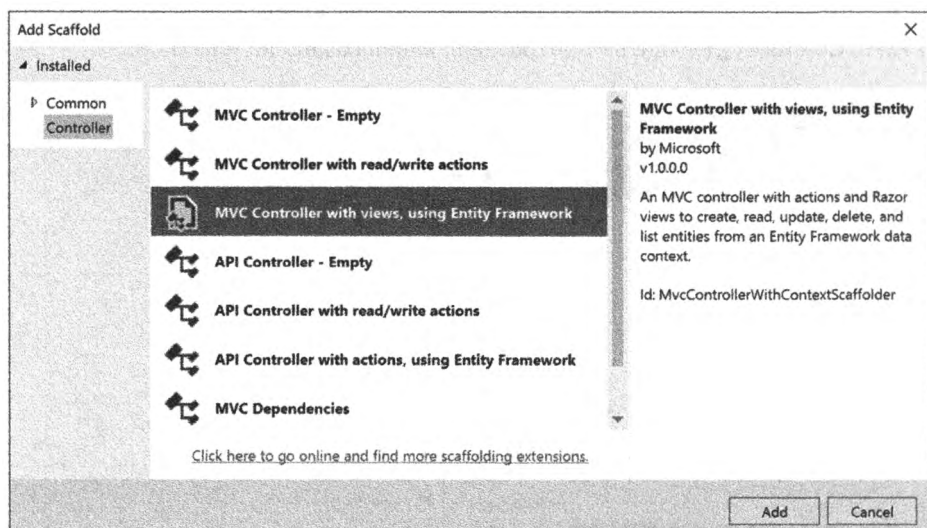 Add Scaffold
Installed
Common
Controller
MVC Controller - Empty
MVC Controller with read/write actions
MVC Controller with views, using Entity Framework
API Controller - Empty
API Controller with read/write actions
API Controller with actions, using Entity Framework
MVC Dependencies
Click here to go online and find more scaffolding extensions.
MVC Controller with views, using Entity
Framework
by Microsoft
v1.0.0.0
An MVC controller with actions and Razor
views to create, read, update, delete, and
list entities from an Entity Framework data
context.
Id: MvcControllerWithContextScaffolder
Add
Cancel